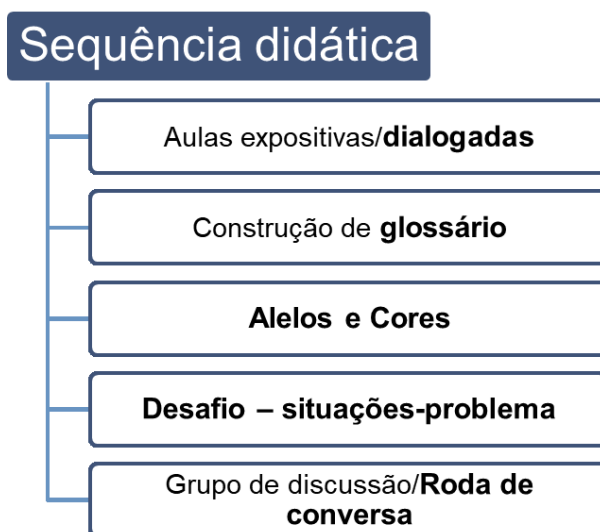 Sequência didática
Aulas expositivas/dialogadas
Construção de glossário
Alelos e Cores
Desafio – situações-problema
Grupo de discussão/Roda de
conversa